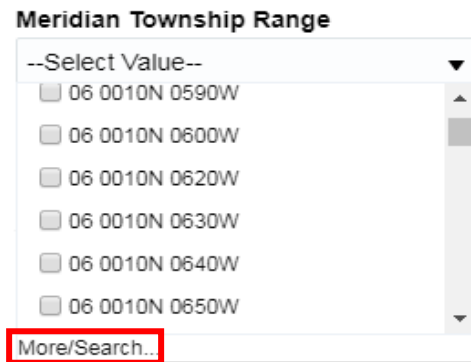 Meridian Township Range
--Select Value--
06 0010N 0590W
06 0010N 0600W
06 0010N 0620W
06 0010N 0630W
06 0010N 0640W
06 0010N 0650W
More/Search...